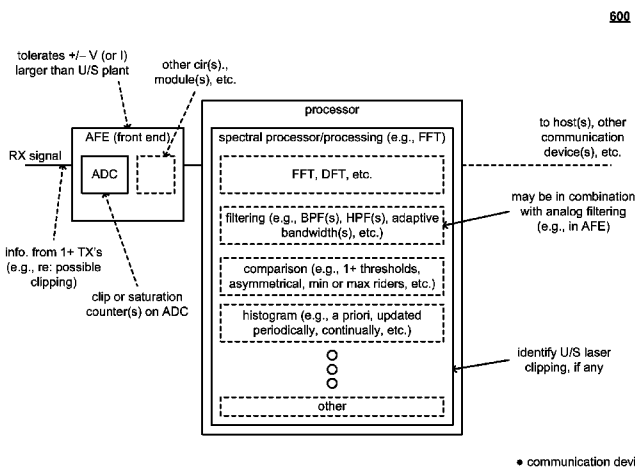 600
tolerates +/– V (or I)
larger than U/S plant
other cir(s).,
module(s), etc.
processor
AFE (front end)
spectral processor/processing (e.g., FFT)
to host(s), other
communication
device(s), etc.
RX signal
ADC
FFT, DFT, etc.
filtering (e.g., BPF(s), HPF(s), adaptive
bandwidth(s), etc.)
may be in combination
with analog filtering
(e.g., in AFE)
info. from 1+ TX's
(e.g., re: possible
clipping)
comparison (e.g., 1+ thresholds,
asymmetrical, min or max riders, etc.)
clip or saturation
counter(s) on ADC
histogram (e.g., a priori, updated
periodically, continually, etc.)
identify U/S laser
clipping, if any
other
• communication devi